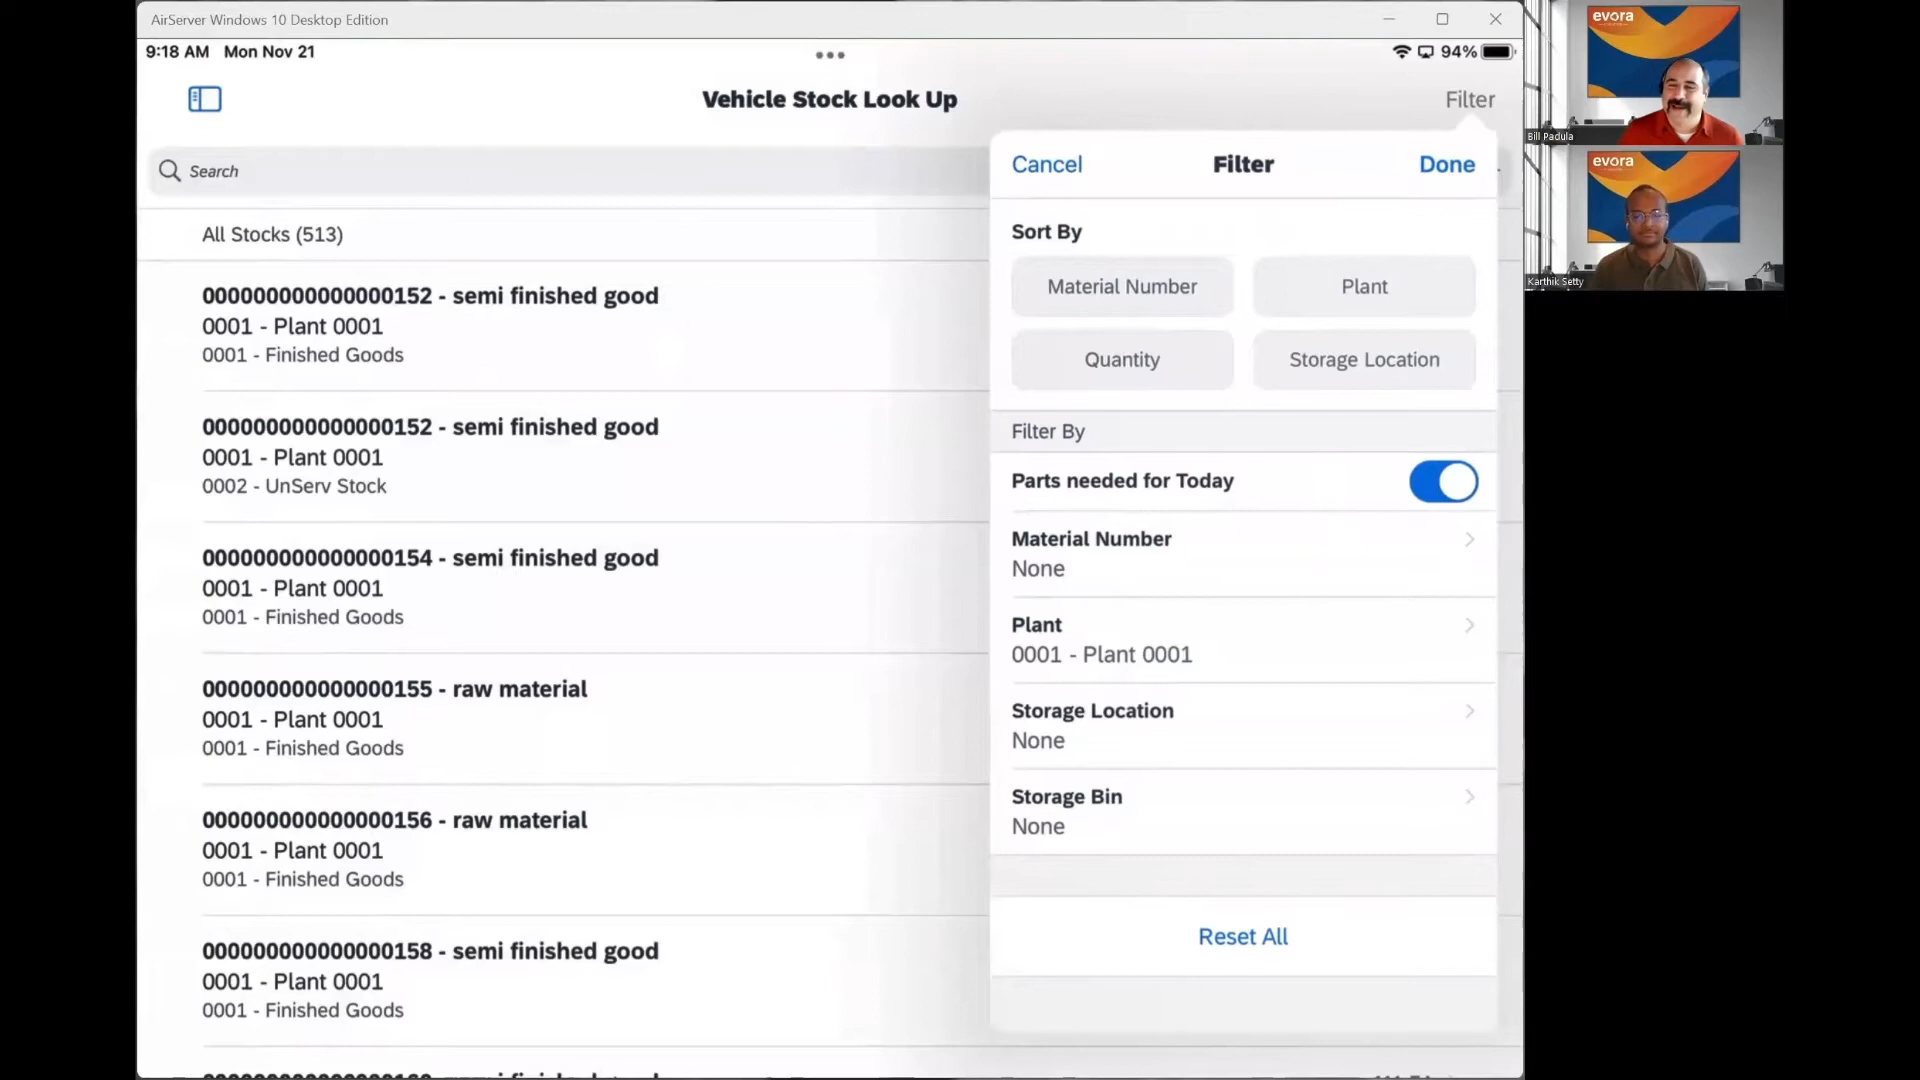 AirServer Windows 10 Desktop Edition
9:18 AM Mon Nov 21
94%
Vehicle Stock Look Up
Filter
Search
All Stocks (513)
000000000000000152 - semi finished good
0001 - Plant 0001
0001 - Finished Goods
000000000000000152 - semi finished good
0001 - Plant 0001
0002 - UnServ Stock
000000000000000154 - semi finished good
0001 - Plant 0001
0001 - Finished Goods
000000000000000155 - raw material
0001 - Plant 0001
0001 - Finished Goods
000000000000000156 - raw material
0001 - Plant 0001
0001 - Finished Goods
000000000000000158 - semi finished good
0001 - Plant 0001
0001 - Finished Goods
Cancel
Filter
Done
Sort By
Material Number
Plant
Quantity
Storage Location
Filter By
Parts needed for Today
Material Number
None
Plant
0001 - Plant 0001
Storage Location
None
Storage Bin
None
Reset All
evora
Bill Padula
evora
Karthik Setty